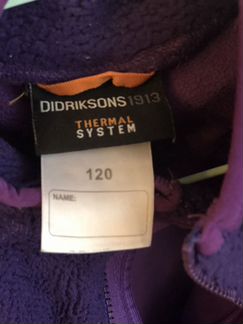 DIDRIKSONS1913
THERMAL
SYSTEM
120
NAME: